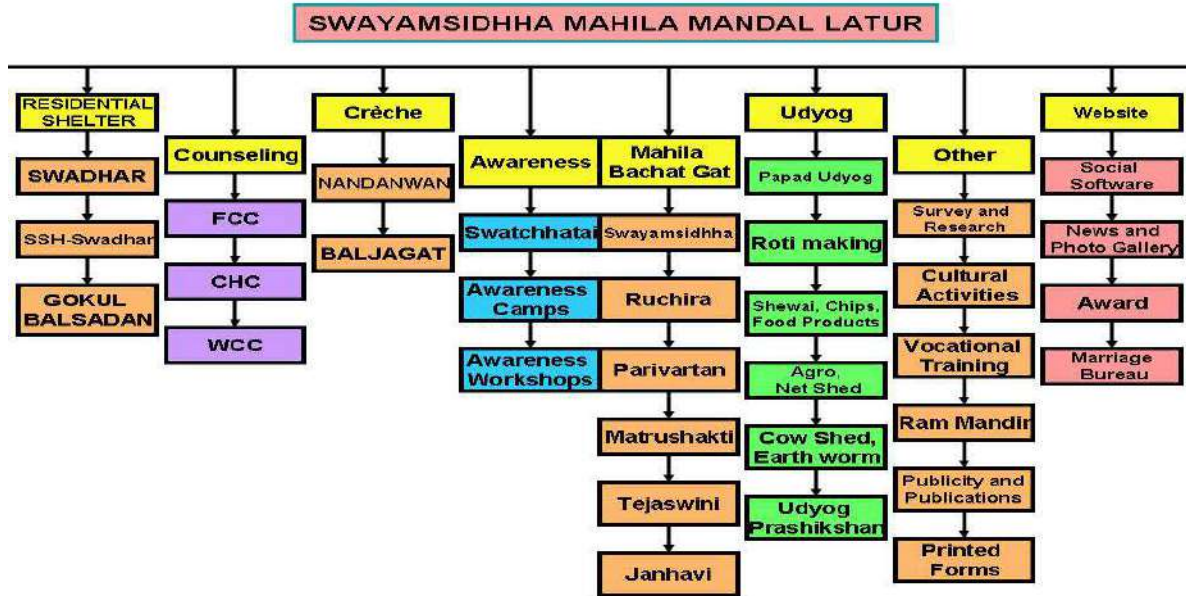 SWAYAMSIDHHA MAHILA MANDAL LATUR
RESIDENTIAL
SHELTER
SWADHAR
SSH-Swadhar
GOKUL
BALSADAN
Counseling
FCC
CHC
WCC
Crèche
NANDANWAN
BALJAGAT
Awareness
Swatchhatai
Awareness
Camps
Awareness
Workshops
Mahila
Bachat Gat
Swayamsidhha
Ruchira
Parivartan
Matrushakti
Tejaswini
Janhavi
Udyog
Papad Udyog
Roti making
Shewai, Chips,
Food Products
Agro,
Net Shed
Cow Shed,
Earth worm
Udyog
Prashikshan
Other
Survey and
Research
Cultural
Activities
Vocational
Training
Ram Mandir
Publicity and
Publications
Printed
Forms
Website
Social
Software
News and
Photo Gallery
Award
Marriage
Bureau